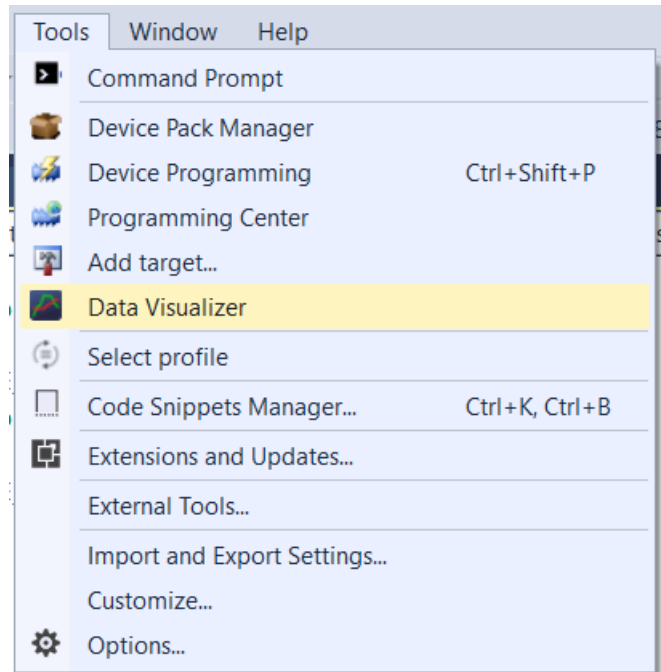 Tools Window Help
Command Prompt
Device Pack Manager
Device Programming Ctrl+Shift+P
Programming Center
Add target...
Data Visualizer
Select profile
Code Snippets Manager... Ctrl+K, Ctrl+B
Extensions and Updates...
External Tools...
Import and Export Settings...
Customize...
Options...